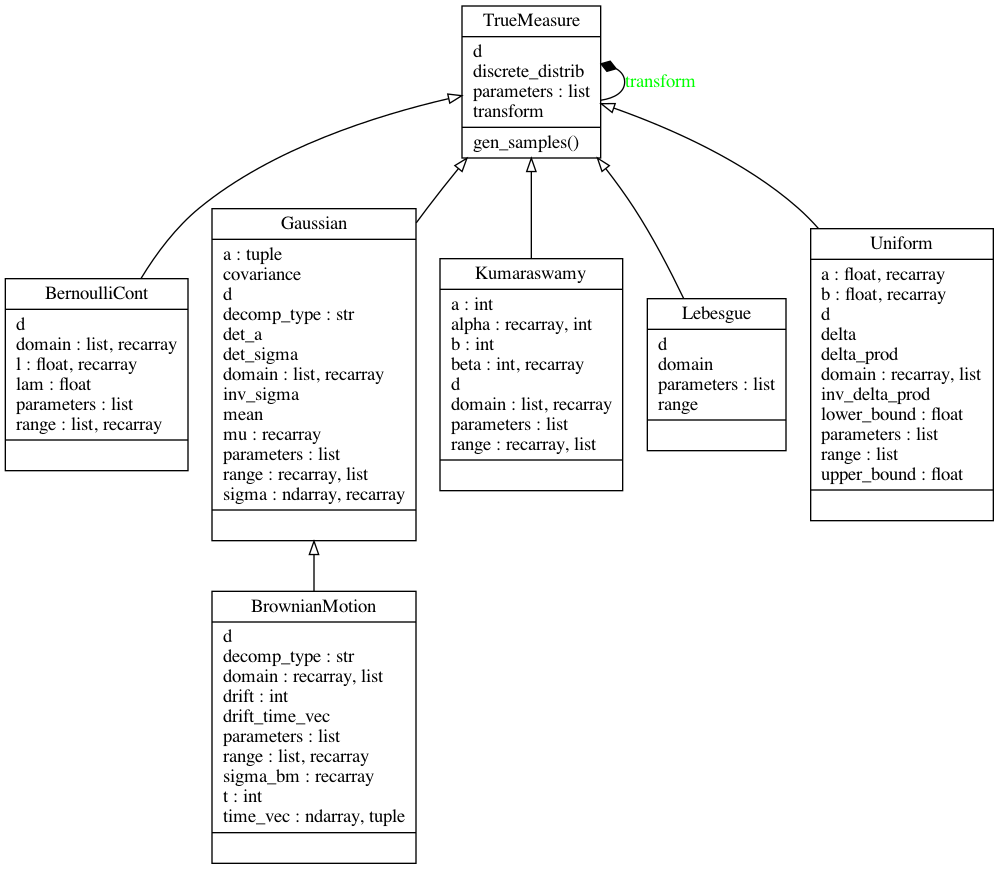 TrueMeasure
d
discrete_distrib
parameters : list
transform
gen_samples()
transform
BernoulliCont
d
domain : list, recarray
l : float, recarray
lam : float
parameters : list
range : list, recarray
Gaussian
a : tuple
covariance
d
decomp_type : str
det_a
det_sigma
domain : list, recarray
inv_sigma
mean
mu : recarray
parameters : list
range : recarray, list
sigma : ndarray, recarray
Kumaraswamy
a : int
alpha : recarray, int
b : int
beta : int, recarray
d
domain : list, recarray
parameters : list
range : recarray, list
Lebesgue
d
domain
parameters : list
range
Uniform
a : float, recarray
b : float, recarray
d
delta
delta_prod
domain : recarray, list
inv_delta_prod
lower_bound : float
parameters : list
range : list
upper_bound : float
BrownianMotion
d
decomp_type : str
domain : recarray, list
drift : int
drift_time_vec
parameters : list
range : list, recarray
sigma_bm : recarray
t : int
time_vec : ndarray, tuple